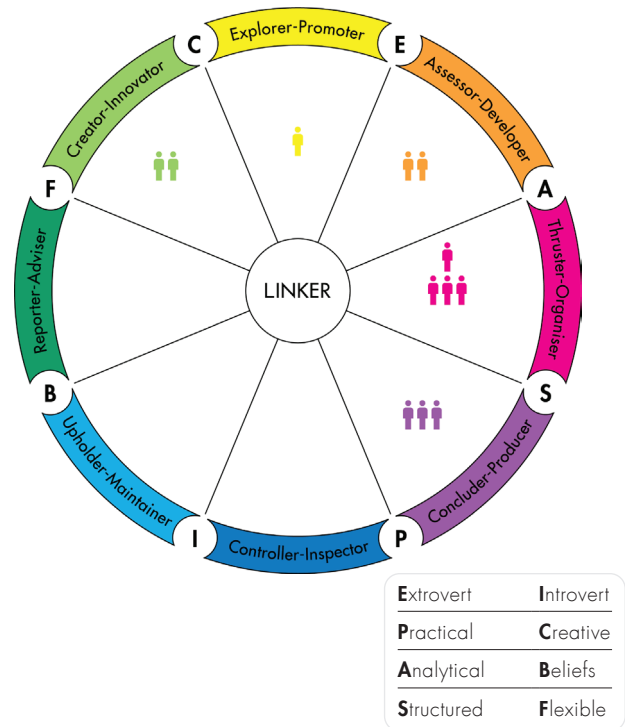 Explorer-Promoter
C
E
Creator-Innovator
Assessor-Developer
F
A
Reporter-Adviser
LINKER
Thruster-Organiser
B
S
Upholder-Maintainer
Concluder-Producer
I
P
Controller-Inspector
Extrovert Introvert
Practical Creative
Analytical Beliefs
Structured Flexible